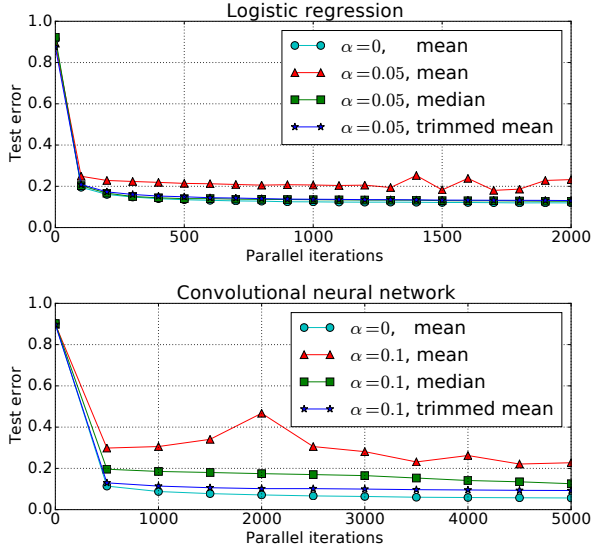 Logistic regression
1.0
0.8
0.6
0.4
0.2
0.0
Test error
α=0, mean
α=0.05, mean
α=0.05, median
α=0.05, trimmed mean
0 500 1000 1500 2000
Parallel iterations
Convolutional neural network
1.0
0.8
0.6
0.4
0.2
0.0
Test error
α=0, mean
α=0.1, mean
α=0.1, median
α=0.1, trimmed mean
0 1000 2000 3000 4000 5000
Parallel iterations